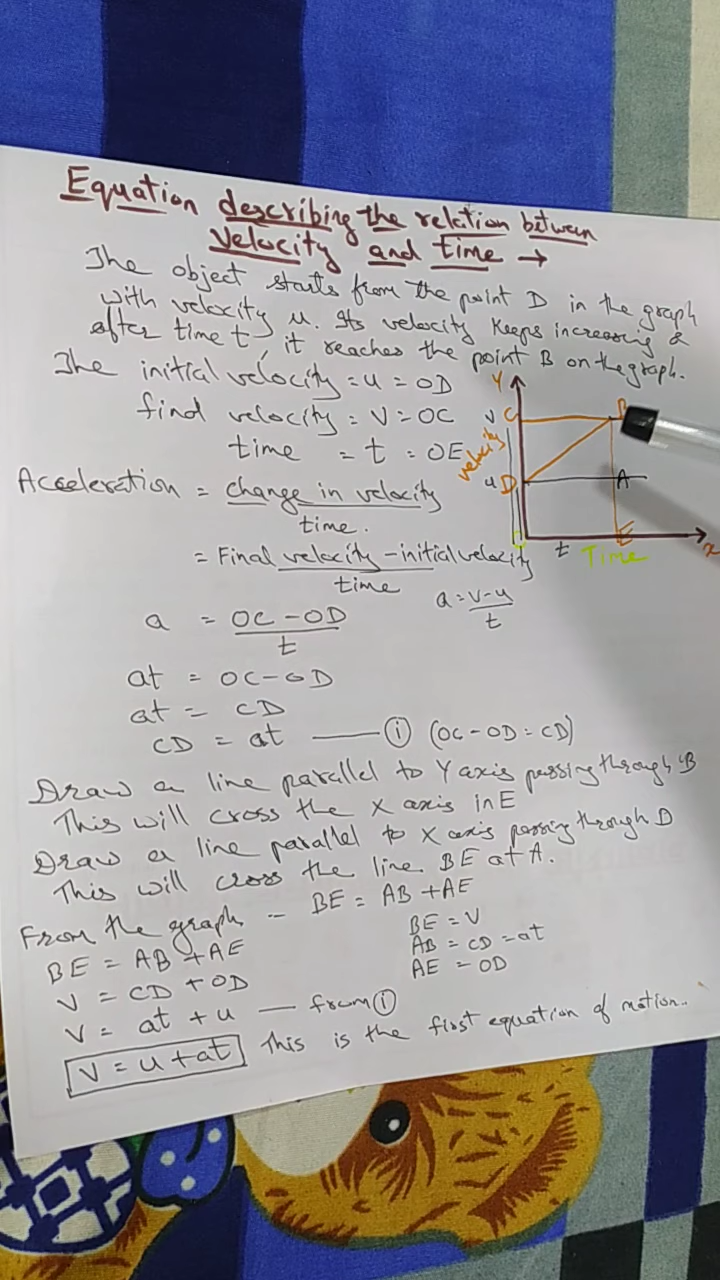 Equation describing the relation between
Velocity and time →
The object starts from the point D in the graph
with velocity u. Its velocity keeps increasing &
after time t, it reaches the point B on the graph.
The initial velocity = u = OD
find velocity = V = OC
time = t = OE
Acceleration = change in velocity
time.
= Final velocity - initial velocity
time
a = v-u
t
a = OC - OD
t
at = OC - OD
at = CD
CD = at —— (i) (OC - OD = CD)
Y
v C B
velocity
u D A
O t E x
Time
Draw a line parallel to Y axis passing through B
This will cross the X axis in E
Draw a line parallel to X axis passing through D
This will cross the line BE at A.
From the graph - BE = AB + AE
BE = AB + AE
V = CD + OD
V = at + u — from (i)
BE = V
AB = CD = at
AE = OD
V = u + at This is the first equation of motion..